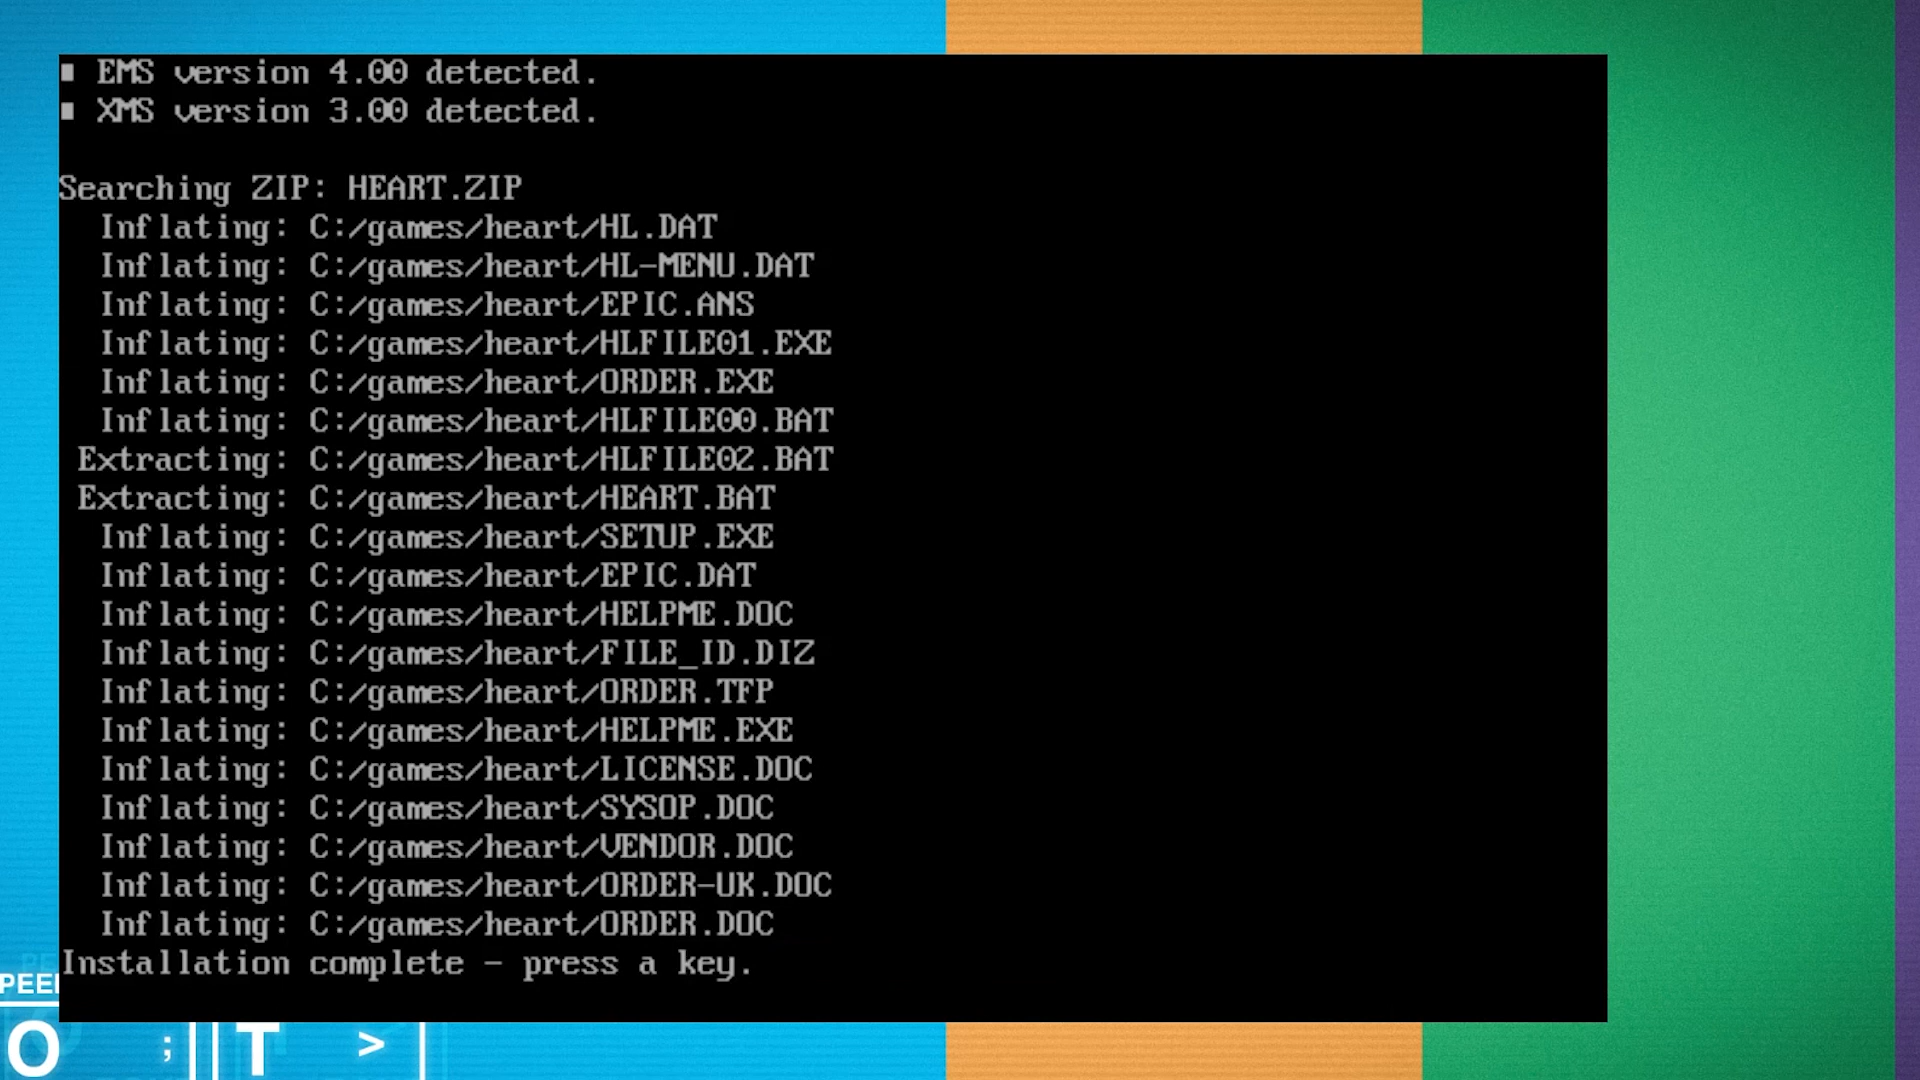 ▪ EMS version 4.00 detected.
▪ XMS version 3.00 detected.
Searching ZIP: HEART.ZIP
Inflating: C:/games/heart/HL.DAT
Inflating: C:/games/heart/HL-MENU.DAT
Inflating: C:/games/heart/EPIC.ANS
Inflating: C:/games/heart/HLFILE01.EXE
Inflating: C:/games/heart/ORDER.EXE
Inflating: C:/games/heart/HLFILE00.BAT
Extracting: C:/games/heart/HLFILE02.BAT
Extracting: C:/games/heart/HEART.BAT
Inflating: C:/games/heart/SETUP.EXE
Inflating: C:/games/heart/EPIC.DAT
Inflating: C:/games/heart/HELPME.DOC
Inflating: C:/games/heart/FILE_ID.DIZ
Inflating: C:/games/heart/ORDER.TFP
Inflating: C:/games/heart/HELPME.EXE
Inflating: C:/games/heart/LICENSE.DOC
Inflating: C:/games/heart/SYSOP.DOC
Inflating: C:/games/heart/VENDOR.DOC
Inflating: C:/games/heart/ORDER-UK.DOC
Inflating: C:/games/heart/ORDER.DOC
Installation complete - press a key.
O ; T >